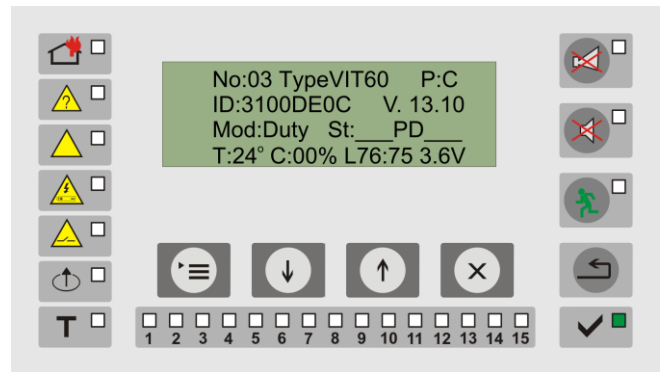 No:03 TypeVIT60 P:C
ID:3100DE0C V. 13.10
Mod:Duty St:___PD___
T:24° C:00% L76:75 3.6V
?
T
1 2 3 4 5 6 7 8 9 10 11 12 13 14 15